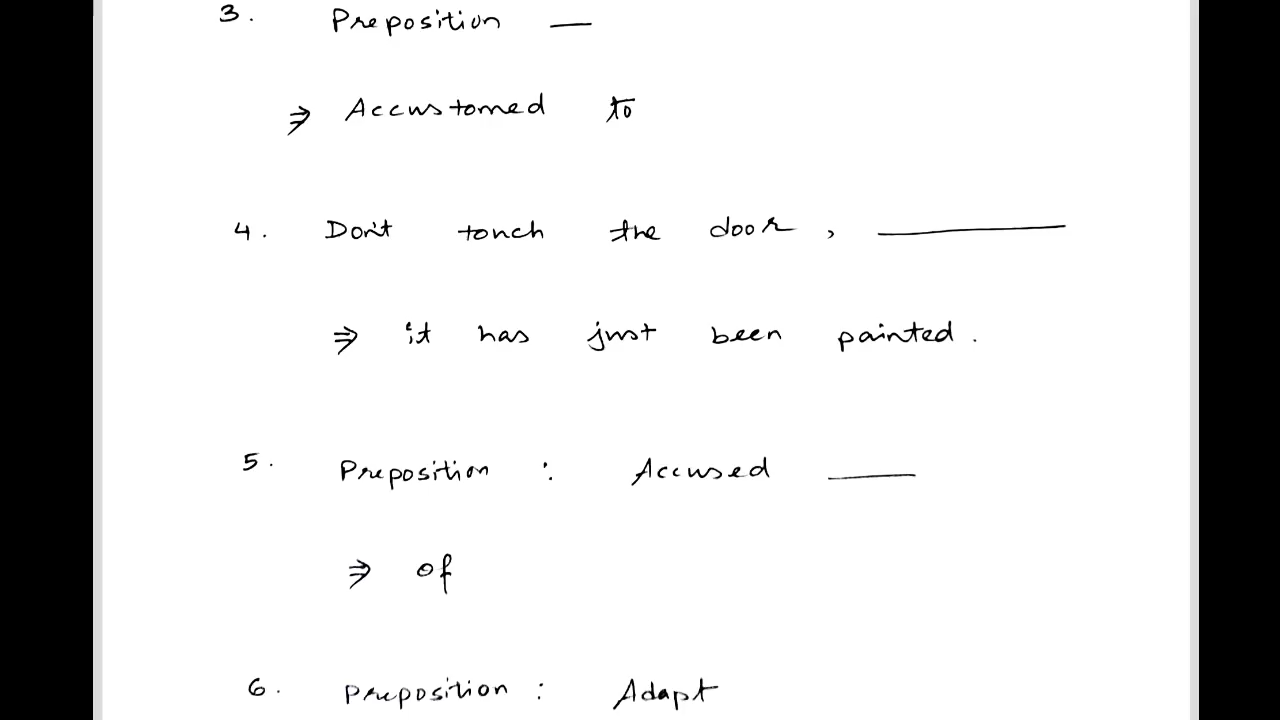 3. Preposition —
⇒ Accustomed to
4. Don't touch the door, ______
⇒ it has just been painted.
5. Preposition : Accused ____
⇒ of
6. preposition : Adapt